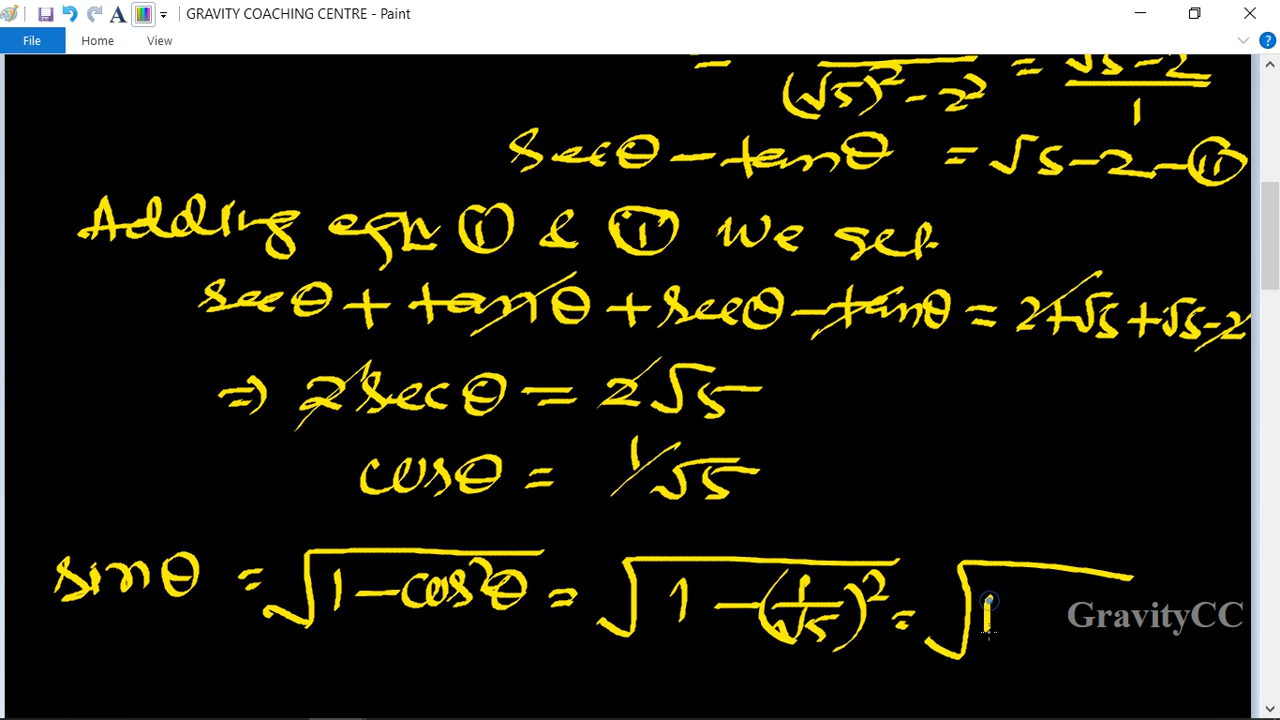 GRAVITY COACHING CENTRE - Paint
File Home View
= (√5)² - 2² = √5-2 / 1
secθ - tanθ = √5-2 - (ii)
Adding eqn (i) & (ii) we get
secθ + tanθ + secθ - tanθ = 2+√5 + √5-2
=> 2secθ = 2√5
cosθ = 1/√5
sinθ = √(1-cos²θ) = √(1-(1/√5)²) = √1
GravityCC